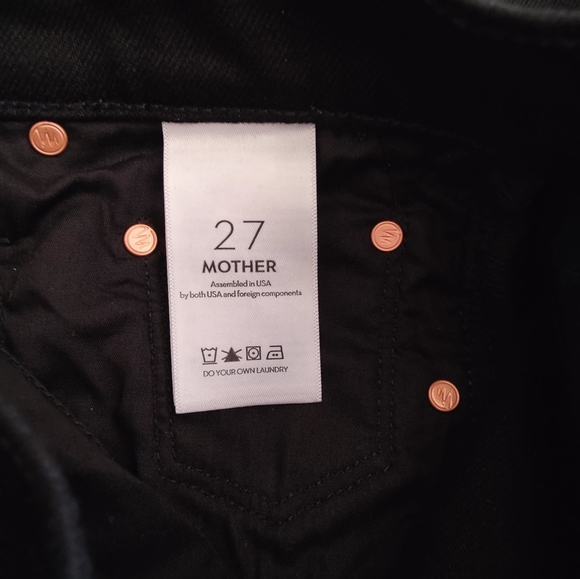 27
MOTHER
Assembled in USA
by both USA and foreign components
DO YOUR OWN LAUNDRY